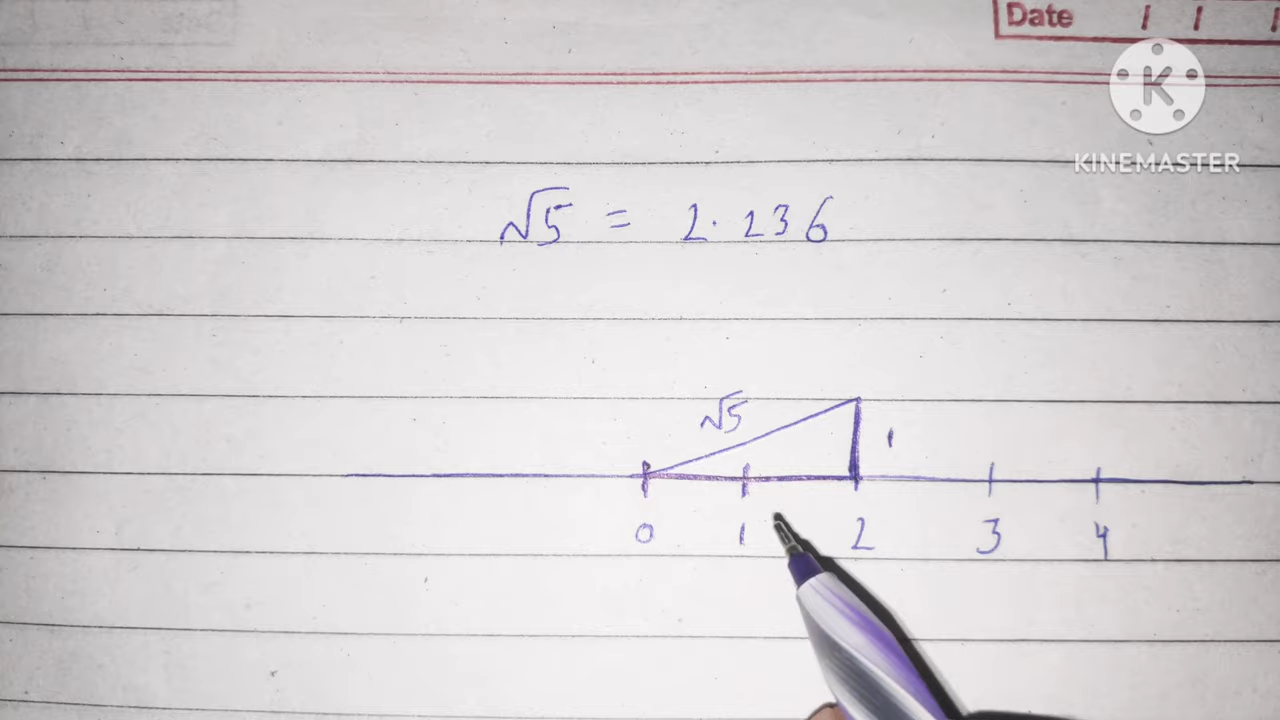 Date / / /
K
KINEMASTER
√5 = 2.236
√5
1
0 1 2 3 4